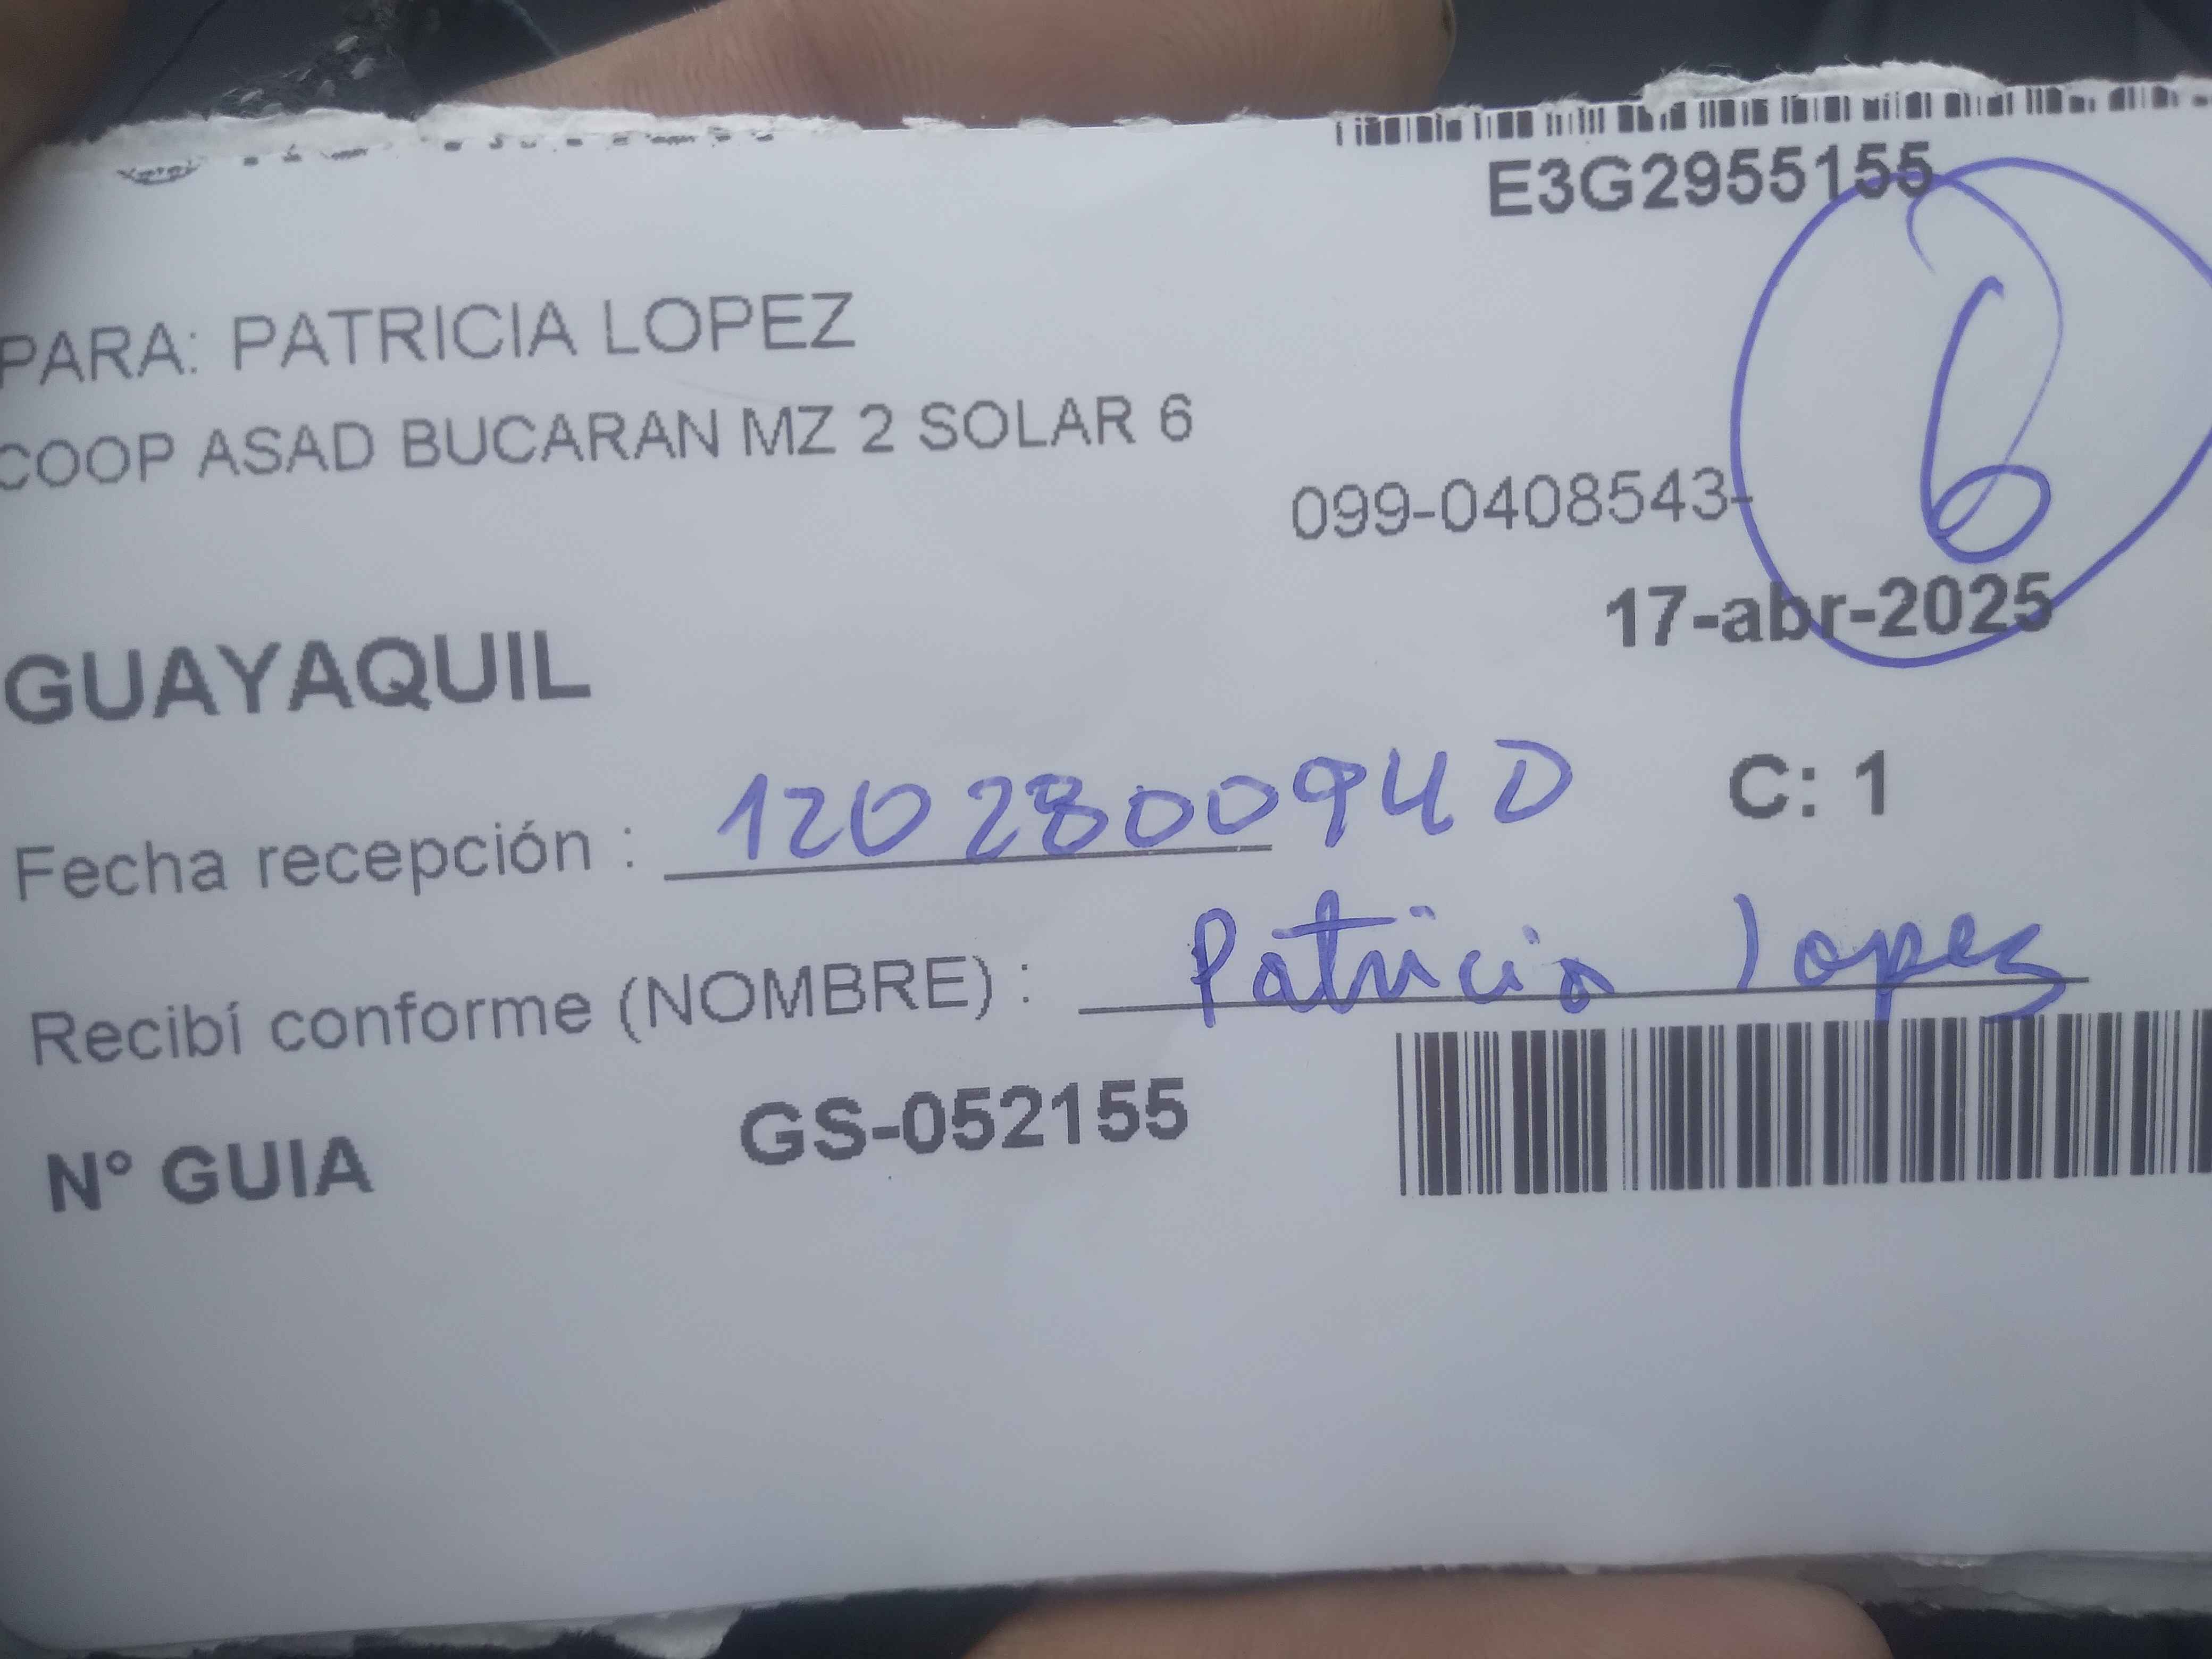 E3G2955155
6
PARA: PATRICIA LOPEZ
COOP ASAD BUCARAN MZ 2 SOLAR 6
099-0408543-
17-abr-2025
GUAYAQUIL
C: 1
Fecha recepción : 1202800940
Recibí conforme (NOMBRE) : Patricia lopez
N° GUIA GS-052155